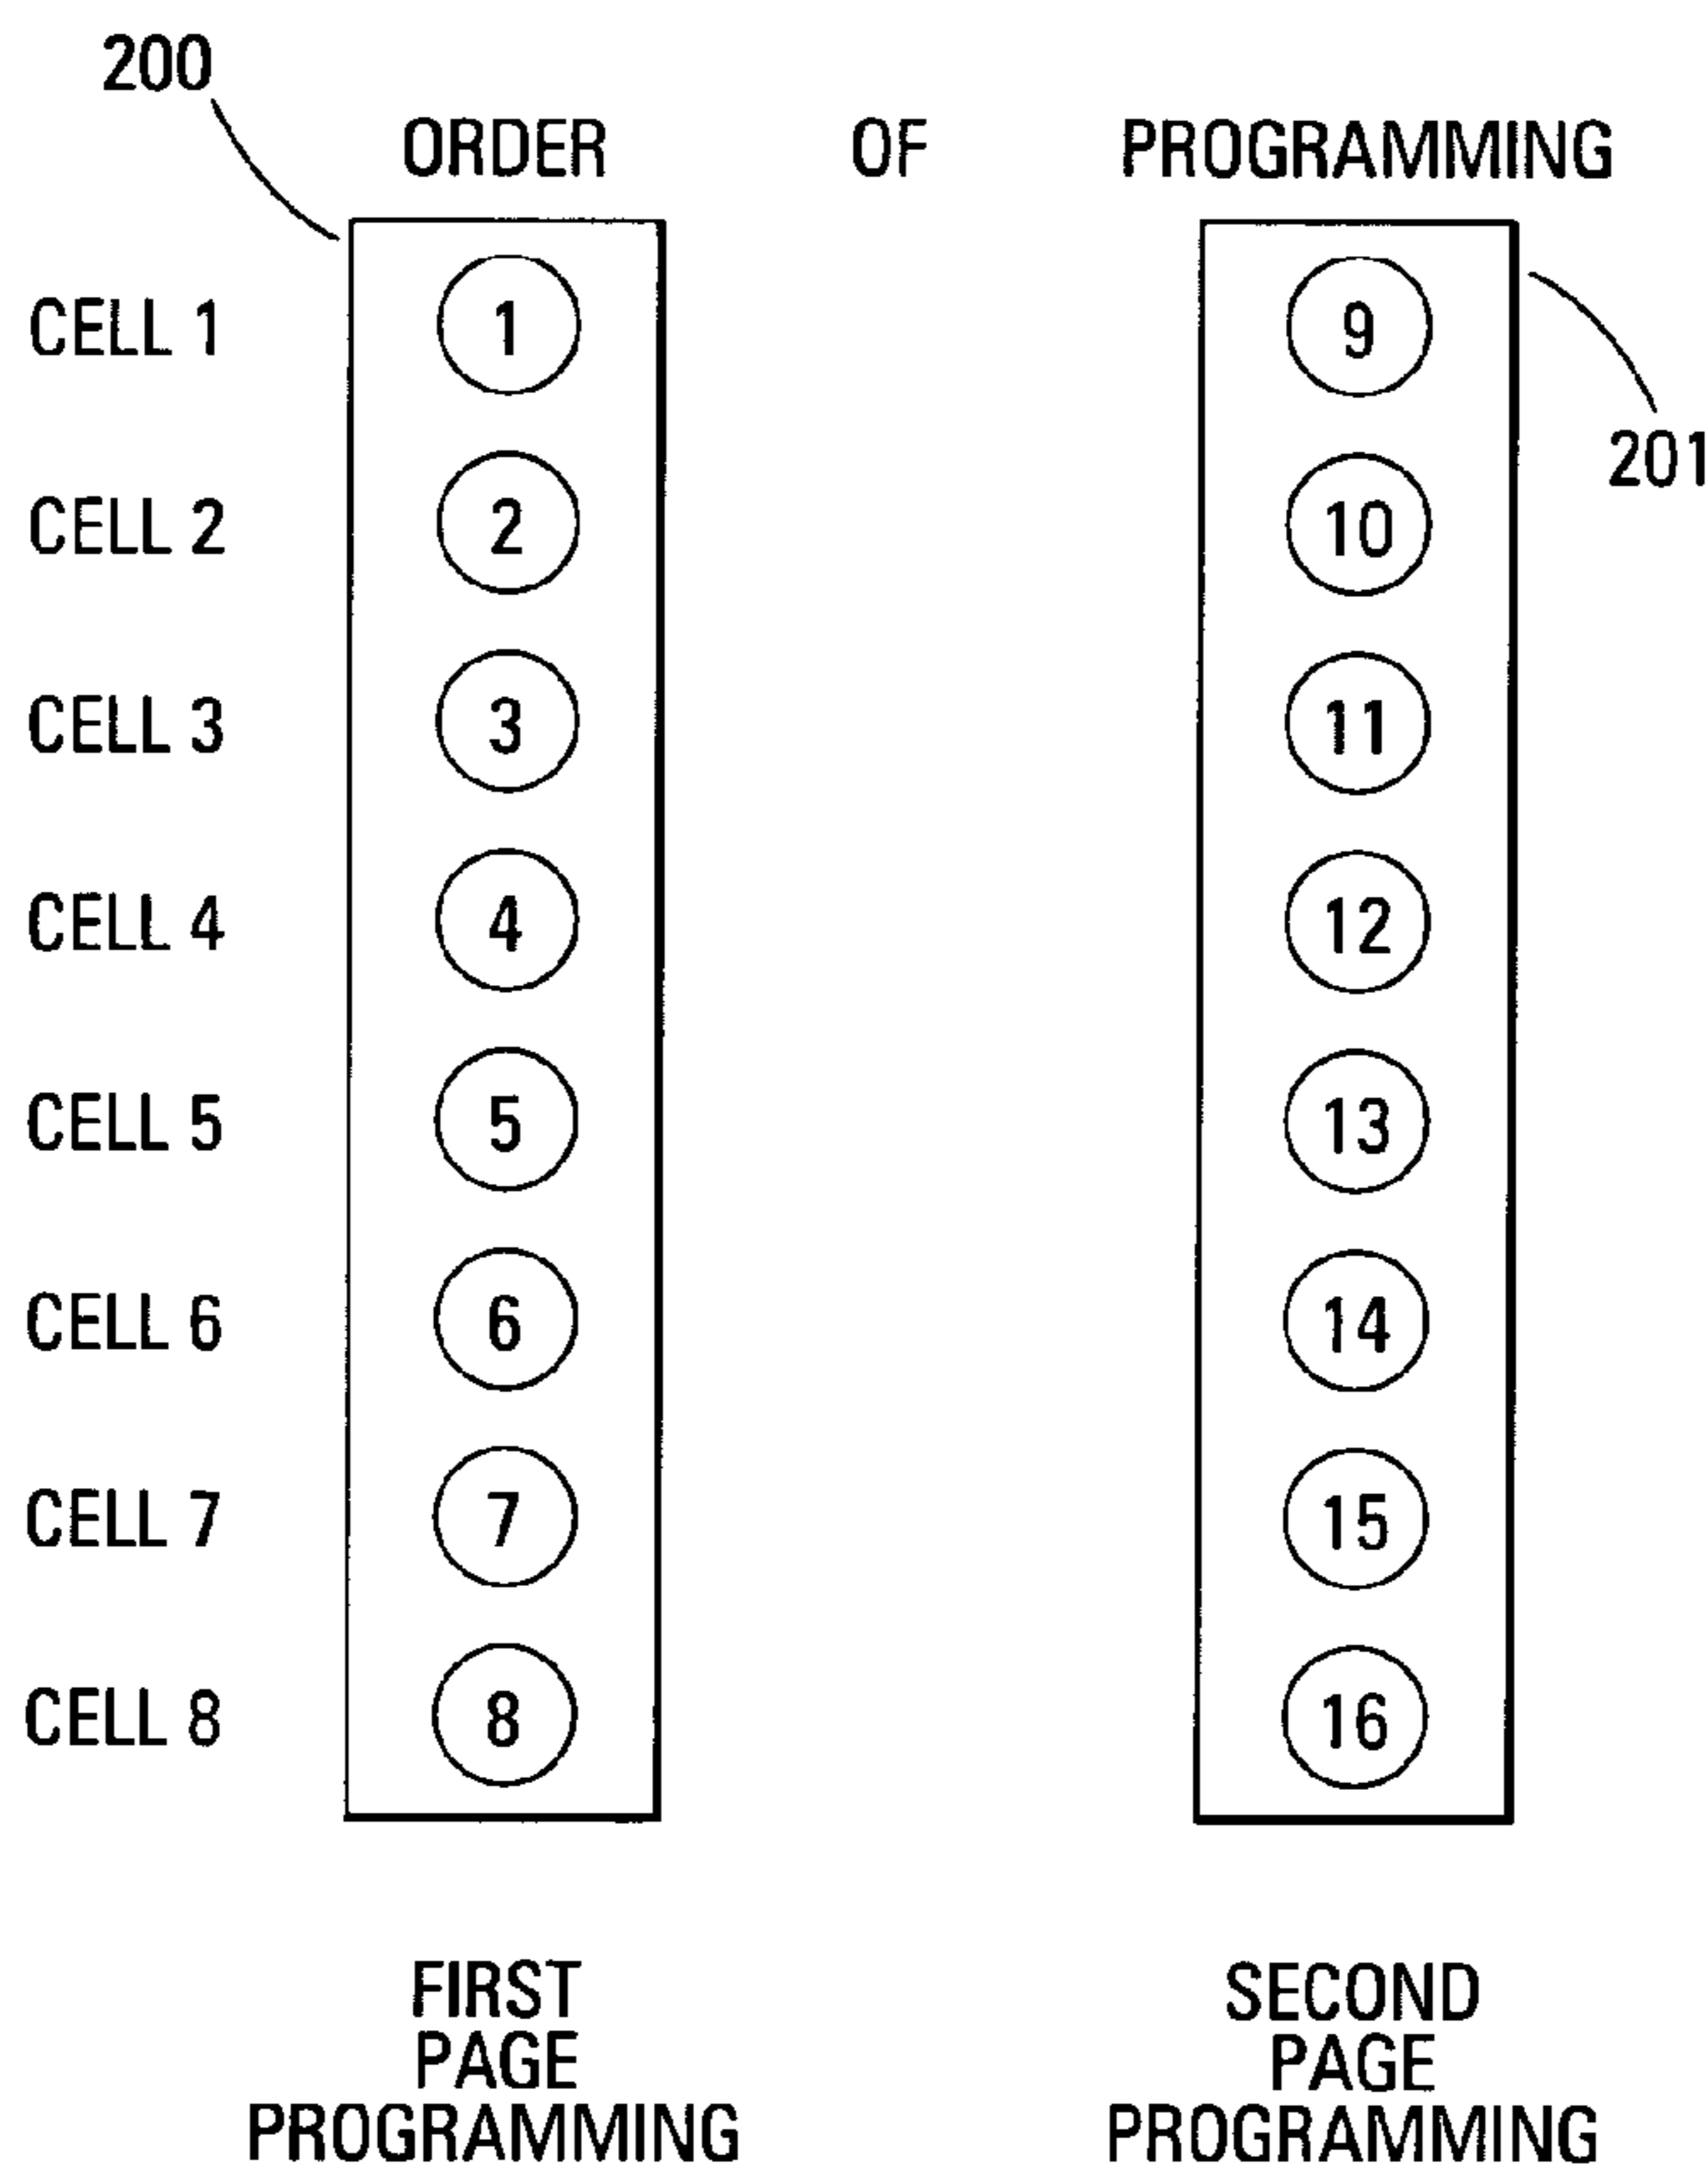 200
ORDER OF PROGRAMMING
CELL 1 1 9
201
CELL 2 2 10
CELL 3 3 11
CELL 4 4 12
CELL 5 5 13
CELL 6 6 14
CELL 7 7 15
CELL 8 8 16
FIRST
PAGE
PROGRAMMING
SECOND
PAGE
PROGRAMMING